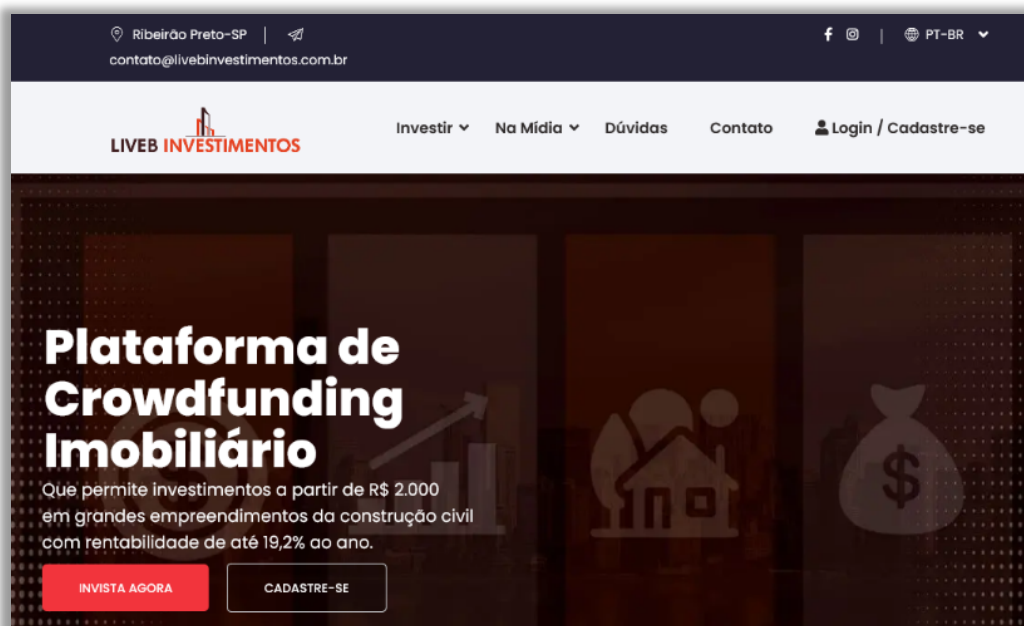 Ribeirão Preto-SP |
contato@livebinvestimentos.com.br
| PT-BR
LIVEB INVESTIMENTOS
Investir Na Mídia Dúvidas Contato Login / Cadastre-se
Plataforma de
Crowdfunding
Imobiliário
Que permite investimentos a partir de R$ 2.000
em grandes empreendimentos da construção civil
com rentabilidade de até 19,2% ao ano.
INVISTA AGORA CADASTRE-SE
$